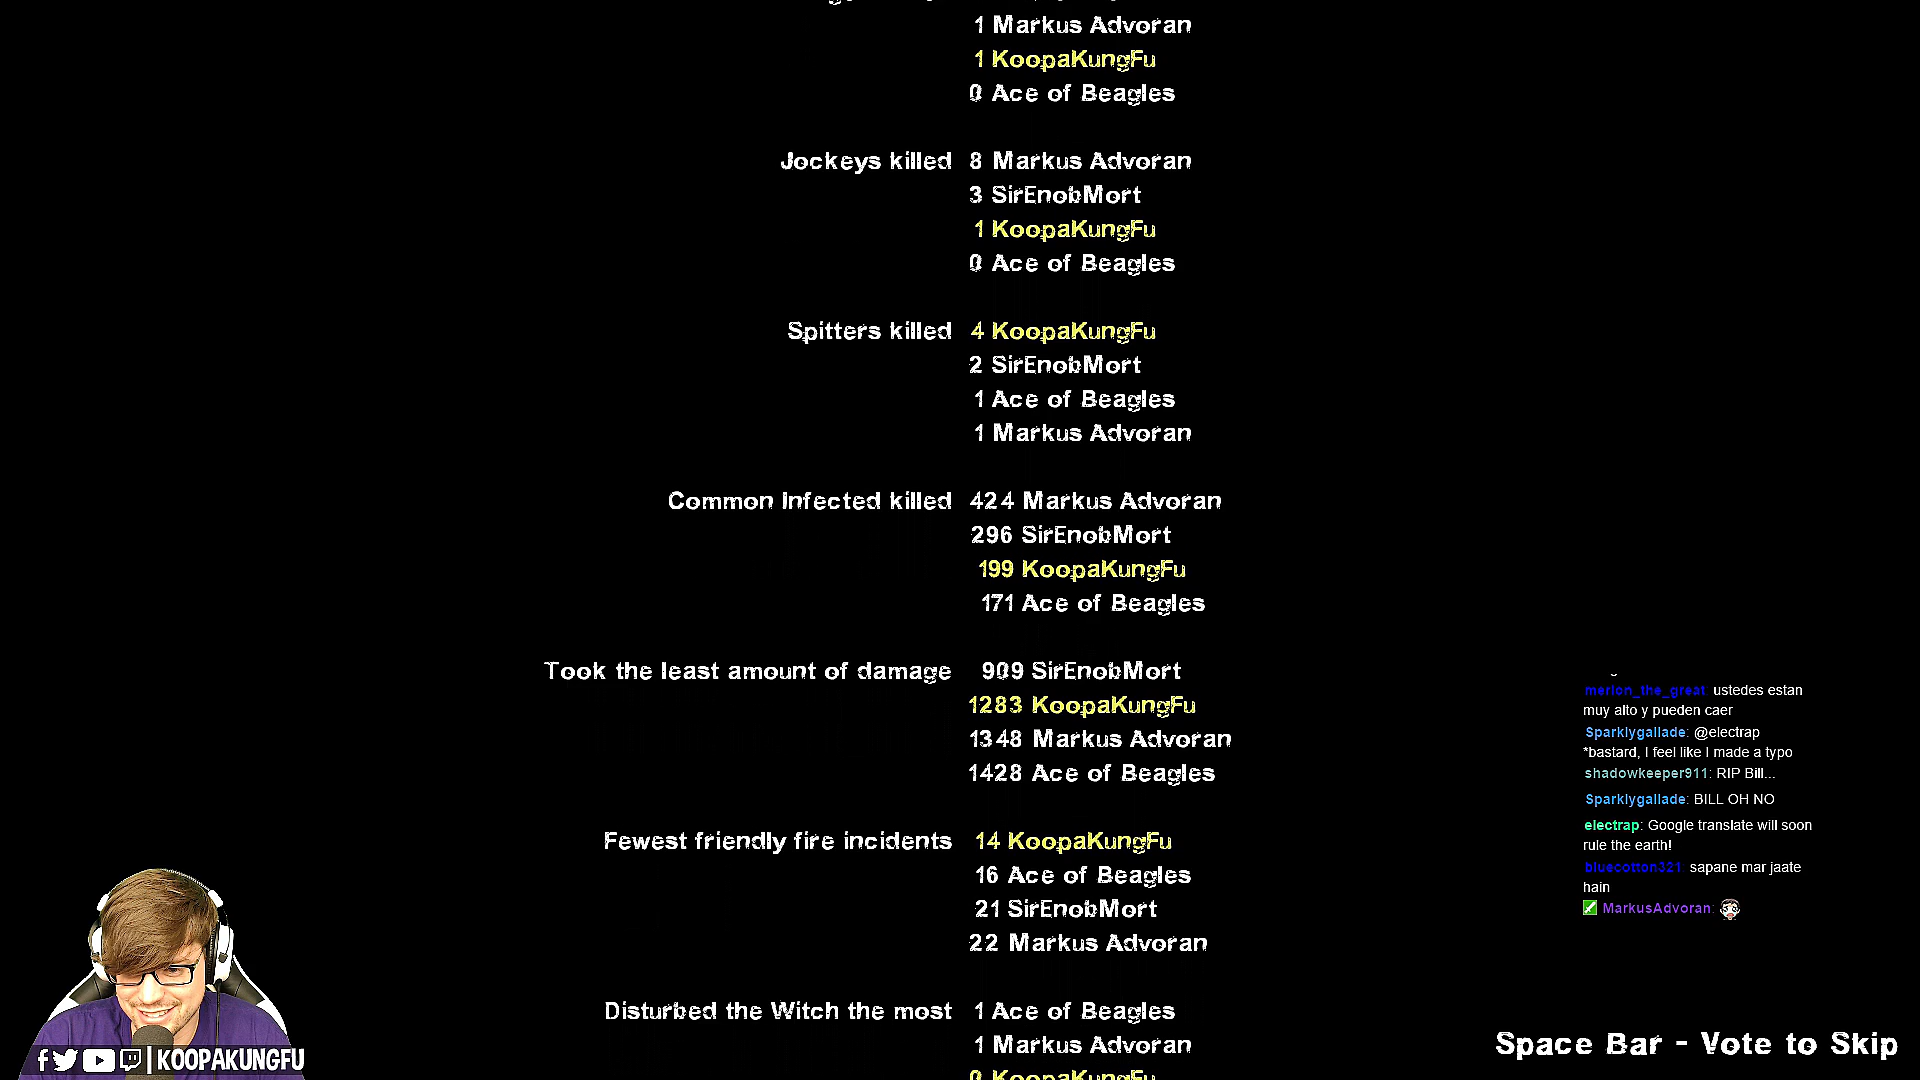 1 Markus Advoran
1 KoopaKungFu
0 Ace of Beagles
Jockeys killed 8 Markus Advoran
3 SirEnobMort
1 KoopaKungFu
0 Ace of Beagles
Spitters killed 4 KoopaKungFu
2 SirEnobMort
1 Ace of Beagles
1 Markus Advoran
Common Infected killed 424 Markus Advoran
296 SirEnobMort
199 KoopaKungFu
171 Ace of Beagles
Took the least amount of damage 909 SirEnobMort
1283 KoopaKungFu
1348 Markus Advoran
1428 Ace of Beagles
Fewest friendly fire incidents 14 KoopaKungFu
16 Ace of Beagles
21 SirEnobMort
22 Markus Advoran
Disturbed the Witch the most 1 Ace of Beagles
1 Markus Advoran
0 KoopaKungFu
merlon_the_great: ustedes estan
muy alto y pueden caer
Sparklygallade: @electrap
*bastard, I feel like I made a typo
shadowkeeper911: RIP Bill...
Sparklygallade: BILL OH NO
electrap: Google translate will soon
rule the earth!
bluecotton321: sapane mar jaate
hain
MarkusAdvoran:
Space Bar - Vote to Skip
| KOOPAKUNGFU